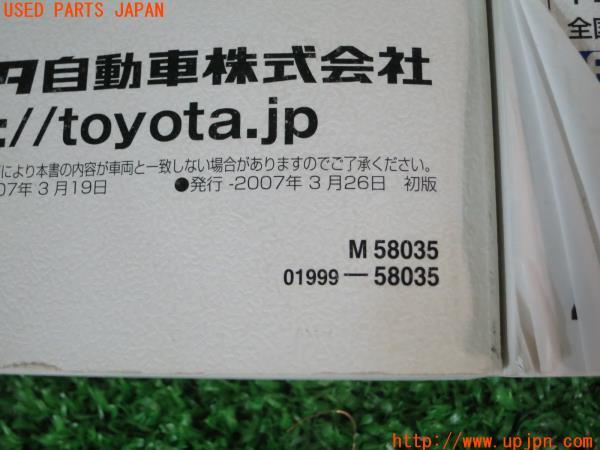 USED PARTS JAPAN
タ自動車株式会社
://toyota.jp
により本書の内容が車両と一致しない場合がありますのでご了承ください。
07年3月19日 ●発行-2007年3月26日 初版
M 58035
01999-58035
全国
http://www.upjpn.com/